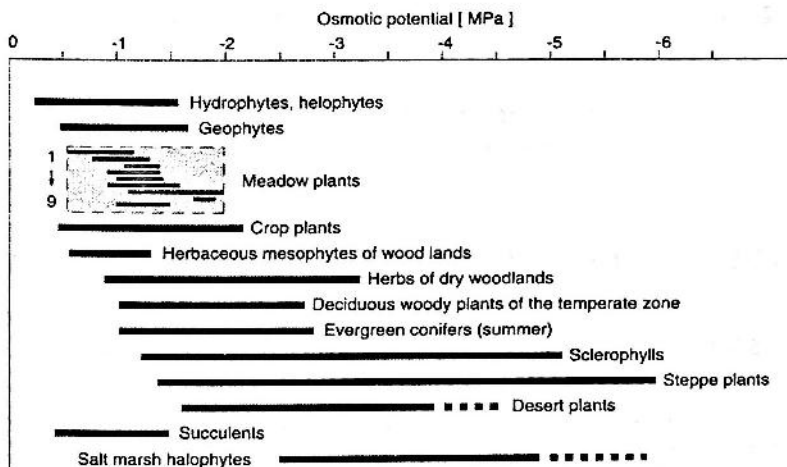 Osmotic potential [ MPa ]
0 -1 -2 -3 -4 -5 -6
Hydrophytes, helophytes
Geophytes
1
Meadow plants
9
Crop plants
Herbaceous mesophytes of wood lands
Herbs of dry woodlands
Deciduous woody plants of the temperate zone
Evergreen conifers (summer)
Sclerophylls
Steppe plants
Desert plants
Succulents
Salt marsh halophytes